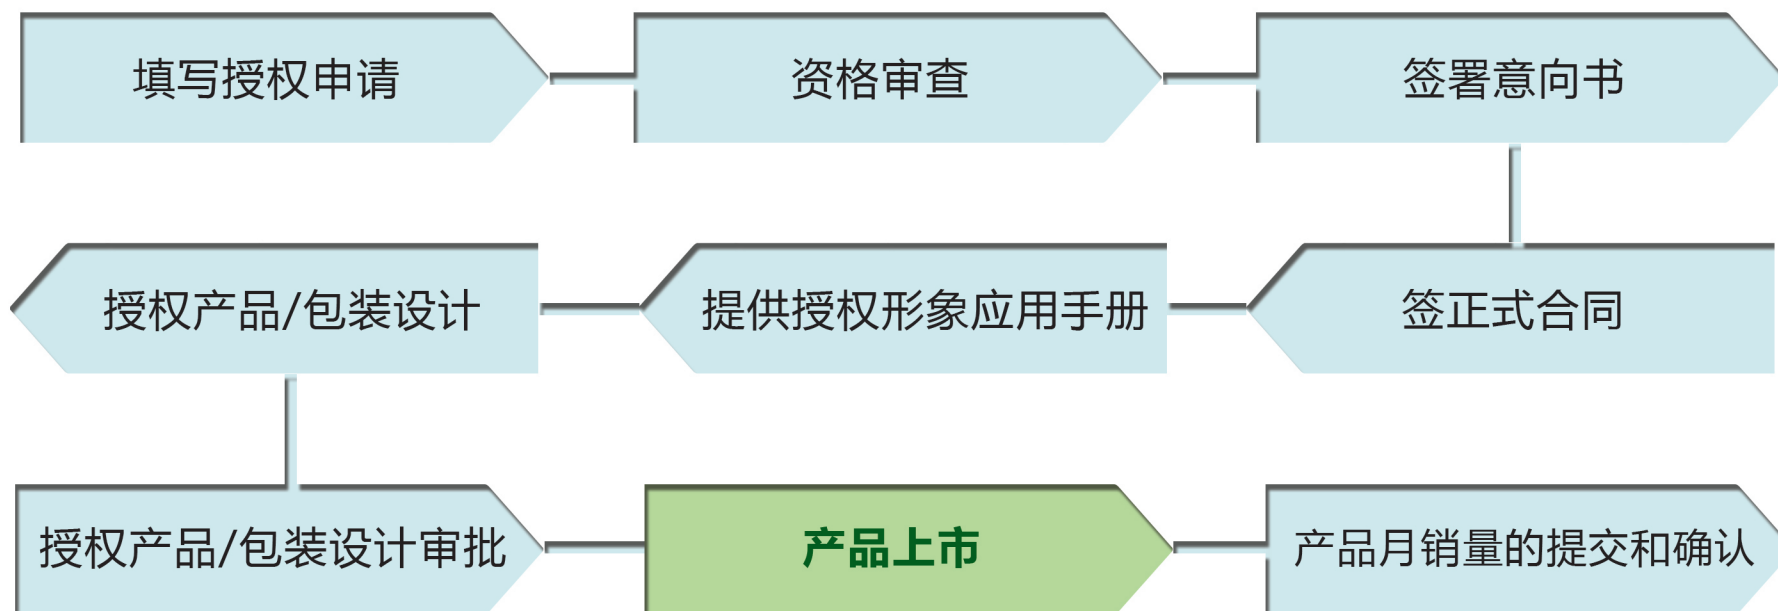 填写授权申请
资格审查
签署意向书
签正式合同
提供授权形象应用手册
授权产品/包装设计
授权产品/包装设计审批
产品上市
产品月销量的提交和确认